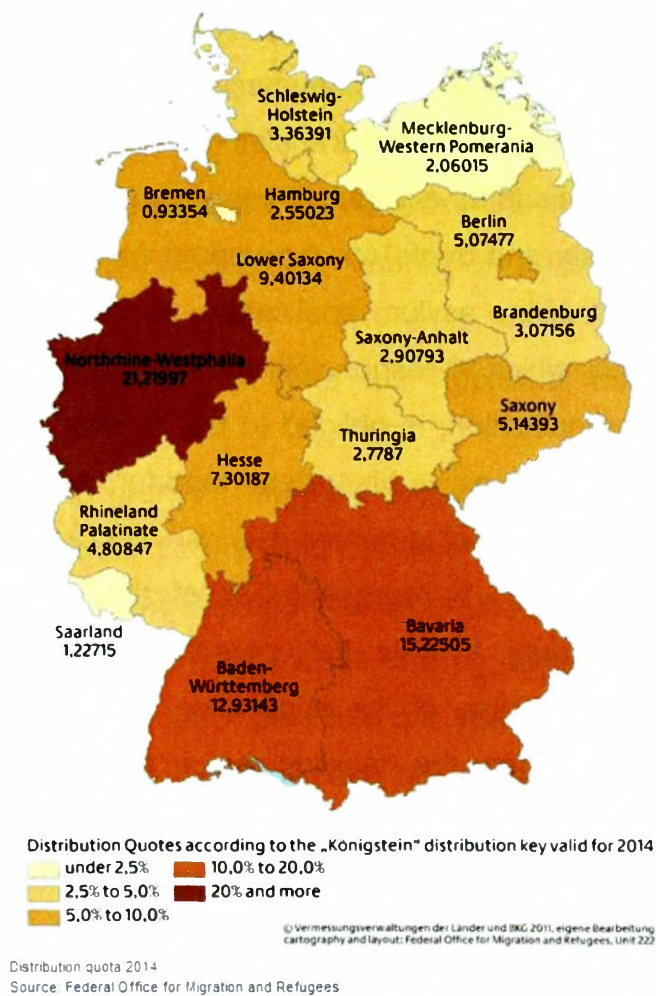 Schleswig-
Holstein
3,36391
Mecklenburg-
Western Pomerania
2,06015
Bremen
0,93354
Hamburg
2,55023
Berlin
5,07477
Lower Saxony
9,40134
Brandenburg
3,07156
Saxony-Anhalt
2,90793
Northrhine-Westphalia
21,21997
Saxony
5,14393
Thuringia
2,7787
Hesse
7,30187
Rhineland
Palatinate
4,80847
Saarland
1,22715
Bavaria
15,22505
Baden-
Württemberg
12,93143
Distribution Quotes according to the „Königstein" distribution key valid for 2014
under 2,5%
10,0% to 20,0%
2,5% to 5,0%
20% and more
5,0% to 10,0%
© Vermessungsverwaltungen der Länder und BKG 2011, eigene Bearbeitung
cartography and layout: Federal Office for Migration and Refugees, Unit 222
Distribution quota 2014
Source: Federal Office for Migration and Refugees